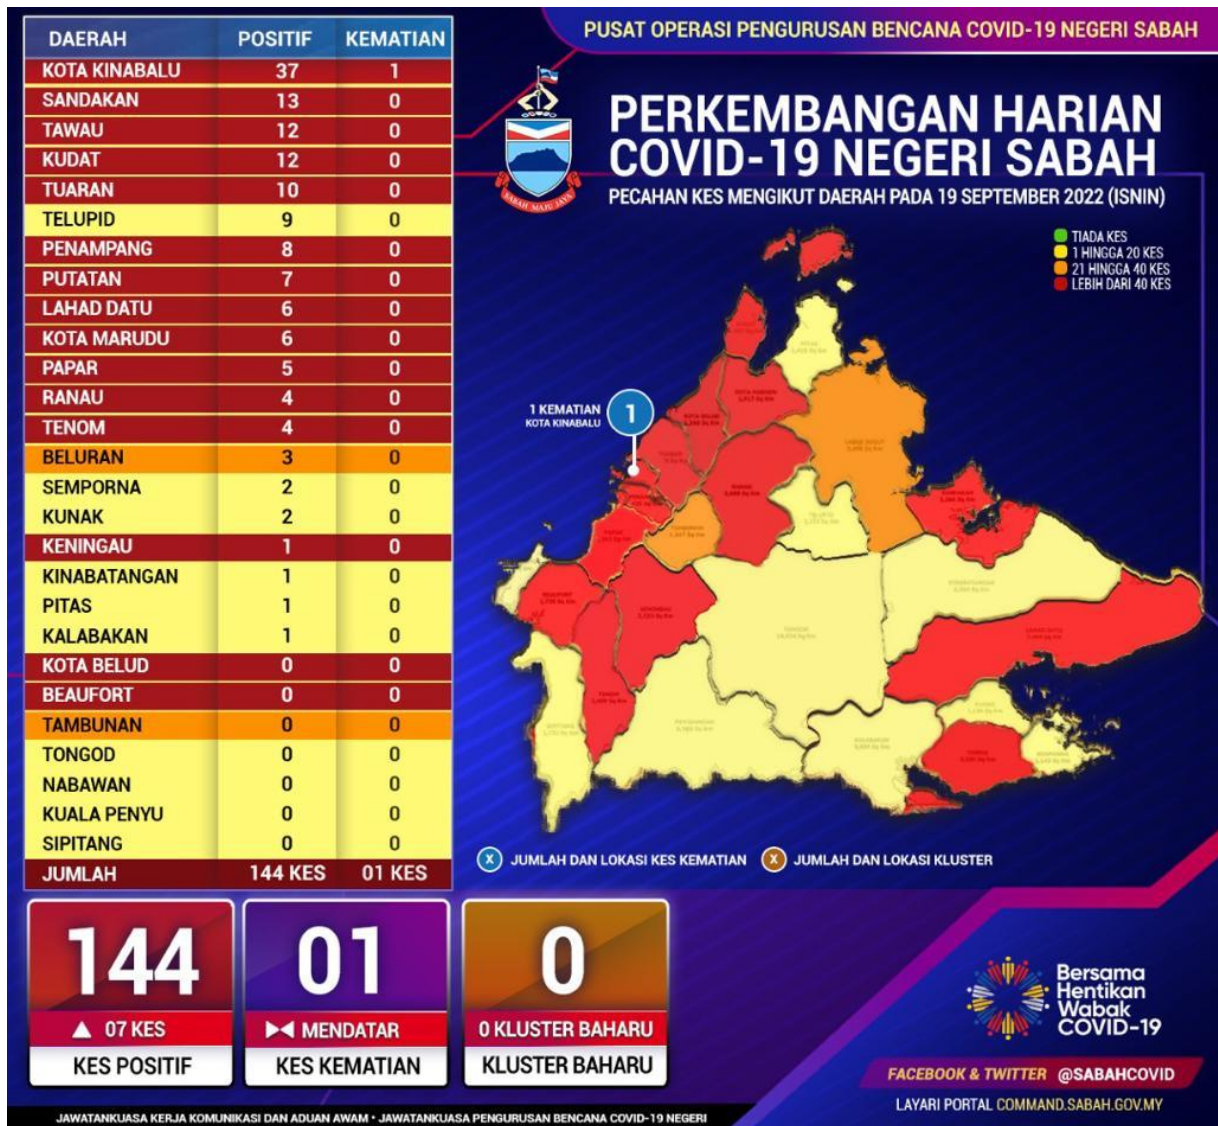 DAERAH POSITIF KEMATIAN
KOTA KINABALU 37 1
SANDAKAN 13 0
TAWAU 12 0
KUDAT 12 0
TUARAN 10 0
TELUPID 9 0
PENAMPANG 8 0
PUTATAN 7 0
LAHAD DATU 6 0
KOTA MARUDU 6 0
PAPAR 5 0
RANAU 4 0
TENOM 4 0
BELURAN 3 0
SEMPORNA 2 0
KUNAK 2 0
KENINGAU 1 0
KINABATANGAN 1 0
PITAS 1 0
KALABAKAN 1 0
KOTA BELUD 0 0
BEAUFORT 0 0
TAMBUNAN 0 0
TONGOD 0 0
NABAWAN 0 0
KUALA PENYU 0 0
SIPITANG 0 0
JUMLAH 144 KES 01 KES
PUSAT OPERASI PENGURUSAN BENCANA COVID-19 NEGERI SABAH
SABAH MAJU JAYA
PERKEMBANGAN HARIAN
COVID-19 NEGERI SABAH
PECAHAN KES MENGIKUT DAERAH PADA 19 SEPTEMBER 2022 (ISNIN)
TIADA KES
1 HINGGA 20 KES
21 HINGGA 40 KES
LEBIH DARI 40 KES
1 KEMATIAN
KOTA KINABALU
1
X JUMLAH DAN LOKASI KES KEMATIAN
X JUMLAH DAN LOKASI KLUSTER
144
▲ 07 KES
KES POSITIF
01
▶◀ MENDATAR
KES KEMATIAN
0
0 KLUSTER BAHARU
KLUSTER BAHARU
Bersama
Hentikan
Wabak
COVID-19
FACEBOOK & TWITTER @SABAHCOVID
LAYARI PORTAL COMMAND.SABAH.GOV.MY
JAWATANKUASA KERJA KOMUNIKASI DAN ADUAN AWAM • JAWATANKUASA PENGURUSAN BENCANA COVID-19 NEGERI